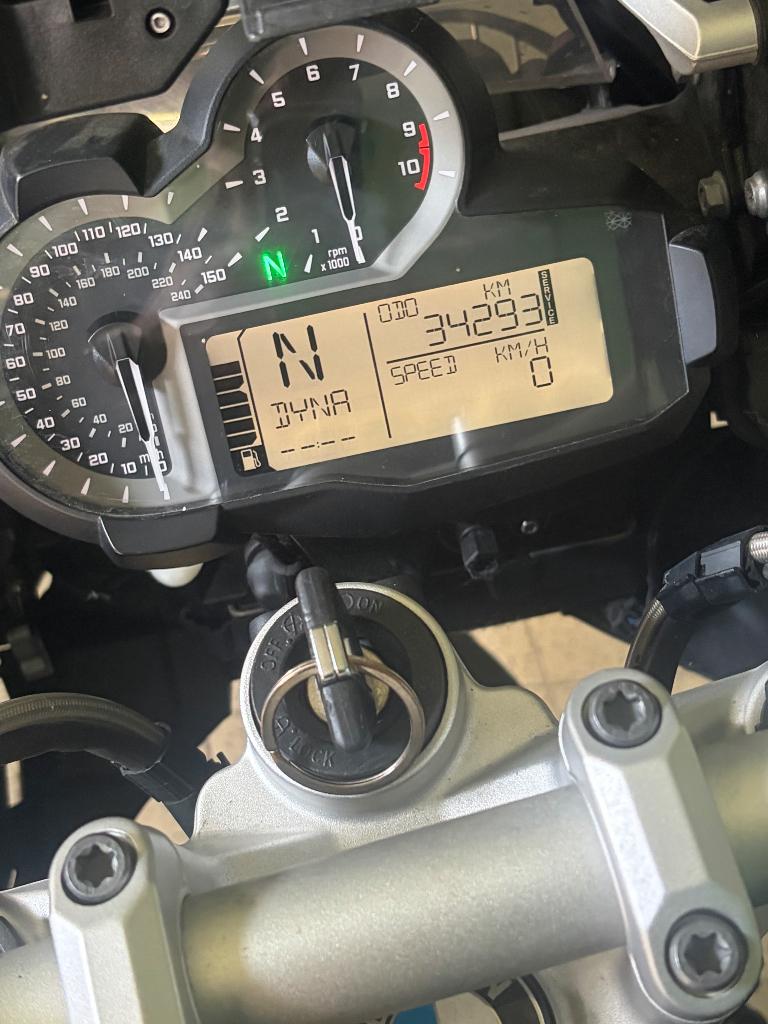 1 2 3 4 5 6 7 8 9 10
rpm
x1000
N
10 20 30 40 50 60 70 80 90 100 110 120 130 140 150
20 40 60 80 100 120 140 160 180 200 220 240
N
DYNA
--:--
ODO KM
34293
SERVICE
SPEED KM/H
0
OFF ON
LOCK